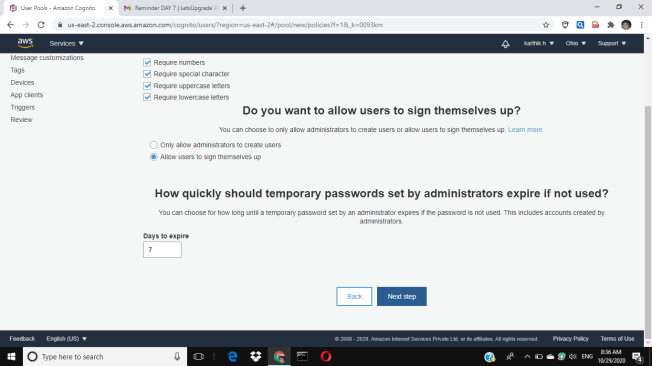 User Pools - Amazon Cognito
Reminder DAY 7 | LetsUpgrade A
us-east-2.console.aws.amazon.com/cognito/users/?region=us-east-2#/pool/new/policies?f=1&_k=0093km
aws
Services
karthik h
Ohio
Support
Message customizations
Tags
Devices
App clients
Triggers
Review
Require numbers
Require special character
Require uppercase letters
Require lowercase letters
Do you want to allow users to sign themselves up?
You can choose to only allow administrators to create users or allow users to sign themselves up. Learn more.
Only allow administrators to create users
Allow users to sign themselves up
How quickly should temporary passwords set by administrators expire if not used?
You can choose for how long until a temporary password set by an administrator expires if the password is not used. This includes accounts created by
administrators.
Days to expire
7
Back
Next step
Feedback
English (US)
© 2008 - 2020, Amazon Internet Services Private Ltd. or its affiliates. All rights reserved.
Privacy Policy
Terms of Use
Type here to search
ENG
8:36 AM
10/29/2020
4